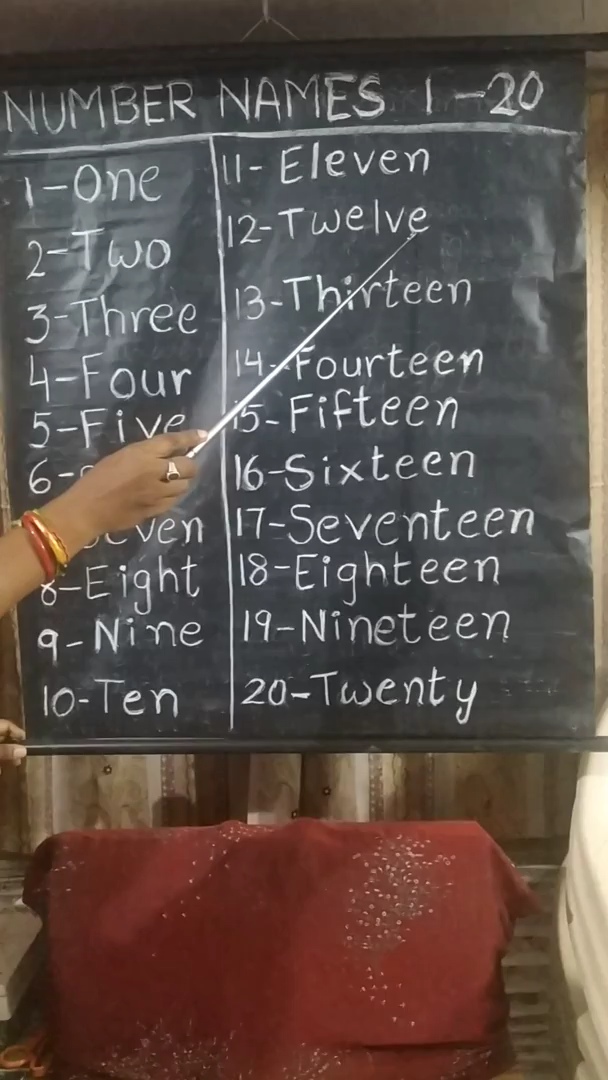 NUMBER NAMES 1-20
1-One
2-Two
3-Three
4-Four
5-Five
6-
seven
8-Eight
9-Nine
10-Ten
11-Eleven
12-Twelve
13-Thirteen
14-Fourteen
15-Fifteen
16-Sixteen
17-Seventeen
18-Eighteen
19-Nineteen
20-Twenty